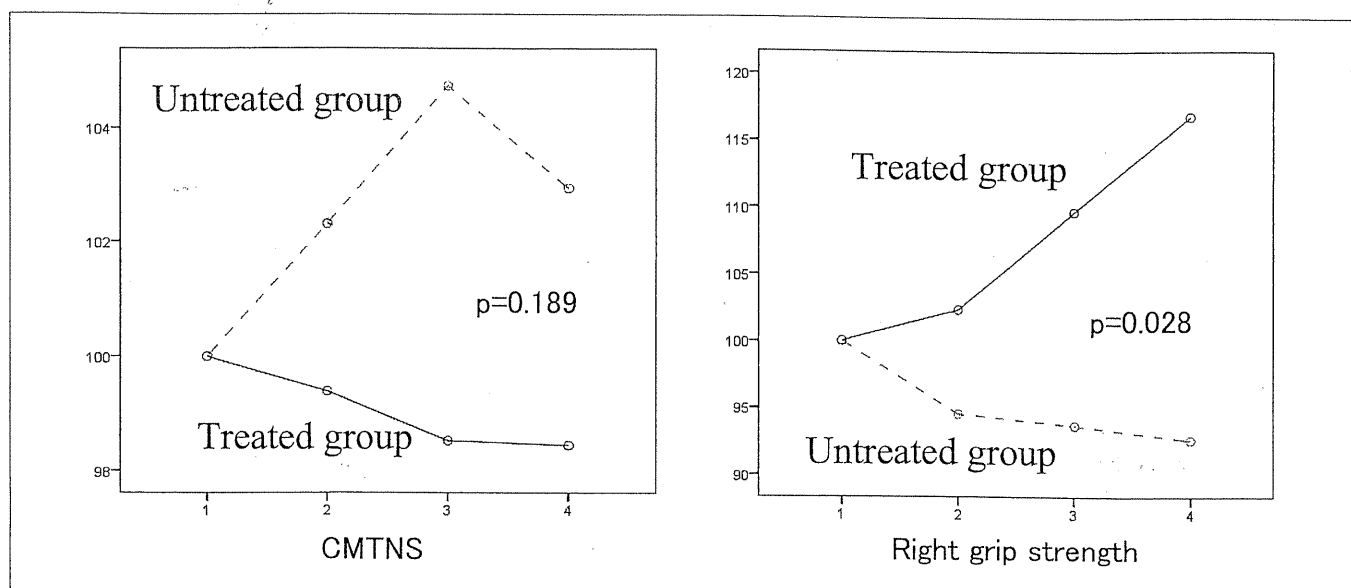 Untreated group
104
102
100
98
p=0.189
Treated group
1 2 3 4
CMTNS
120
115
110
105
100
95
90
Treated group
p=0.028
Untreated group
1 2 3 4
Right grip strength